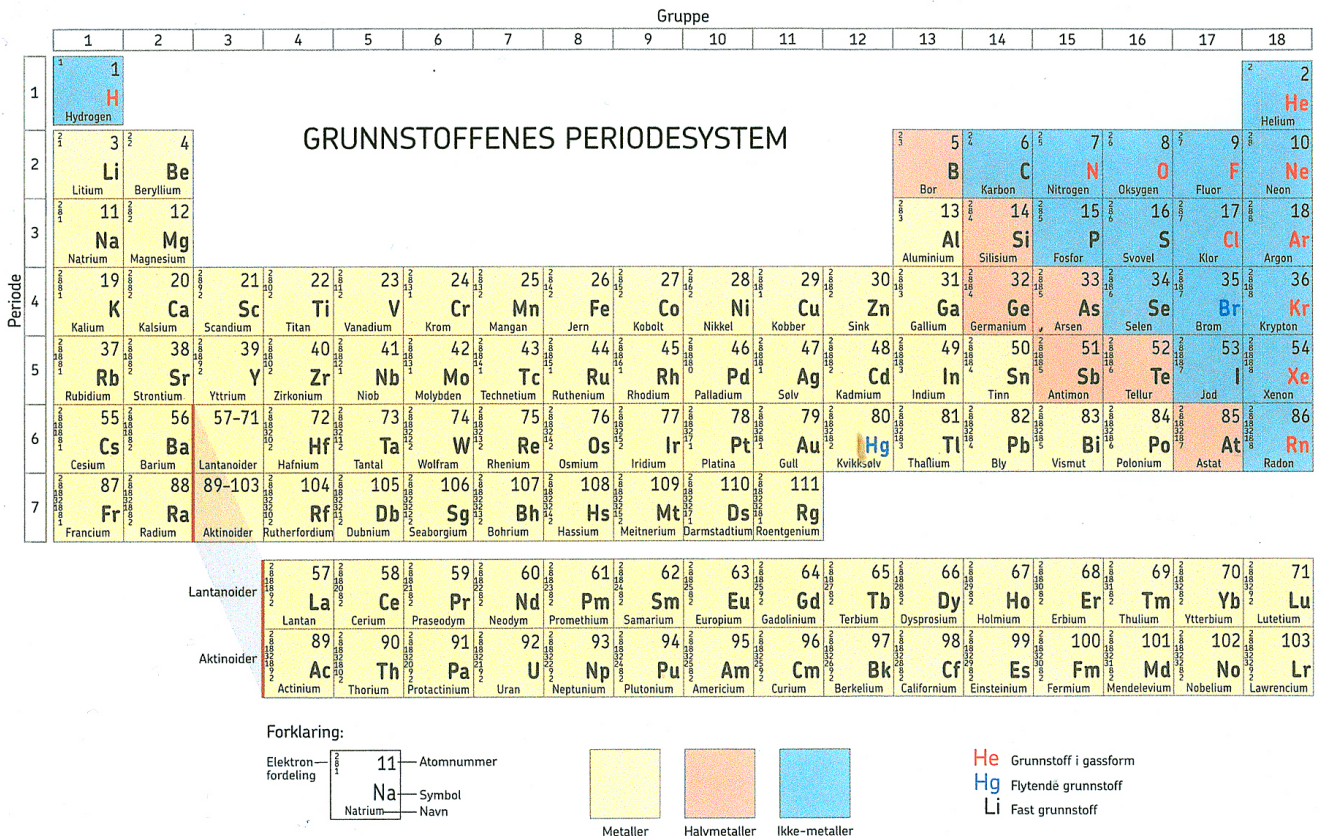 Gruppe
1 2 3 4 5 6 7 8 9 10 11 12 13 14 15 16 17 18
Periode
1
1 2
H He
Hydrogen Helium
GRUNNSTOFFENES PERIODESYSTEM
2
3 4 5 6 7 8 9 10
Li Be B C N O F Ne
Litium Beryllium Bor Karbon Nitrogen Oksygen Fluor Neon
3
11 12 13 14 15 16 17 18
Na Mg Al Si P S Cl Ar
Natrium Magnesium Aluminium Silisium Fosfor Svovel Klor Argon
4
19 20 21 22 23 24 25 26 27 28 29 30 31 32 33 34 35 36
K Ca Sc Ti V Cr Mn Fe Co Ni Cu Zn Ga Ge As Se Br Kr
Kalium Kalsium Scandium Titan Vanadium Krom Mangan Jern Kobolt Nikkel Kobber Sink Gallium Germanium Arsen Selen Brom Krypton
5
37 38 39 40 41 42 43 44 45 46 47 48 49 50 51 52 53 54
Rb Sr Y Zr Nb Mo Tc Ru Rh Pd Ag Cd In Sn Sb Te I Xe
Rubidium Strontium Yttrium Zirkonium Niob Molybden Technetium Ruthenium Rhodium Palladium Sølv Kadmium Indium Tinn Antimon Tellur Jod Xenon
6
55 56 57-71 72 73 74 75 76 77 78 79 80 81 82 83 84 85 86
Cs Ba Hf Ta W Re Os Ir Pt Au Hg Tl Pb Bi Po At Rn
Cesium Barium Lantanoider Hafnium Tantal Wolfram Rhenium Osmium Iridium Platina Gull Kvikksølv Thallium Bly Vismut Polonium Astat Radon
7
87 88 89-103 104 105 106 107 108 109 110 111
Fr Ra Rf Db Sg Bh Hs Mt Ds Rg
Francium Radium Aktinoider Rutherfordium Dubnium Seaborgium Bohrium Hassium Meitnerium Darmstadtium Roentgenium
Lantanoider
57 58 59 60 61 62 63 64 65 66 67 68 69 70 71
La Ce Pr Nd Pm Sm Eu Gd Tb Dy Ho Er Tm Yb Lu
Lantan Cerium Praseodym Neodym Promethium Samarium Europium Gadolinium Terbium Dysprosium Holmium Erbium Thulium Ytterbium Lutetium
Aktinoider
89 90 91 92 93 94 95 96 97 98 99 100 101 102 103
Ac Th Pa U Np Pu Am Cm Bk Cf Es Fm Md No Lr
Actinium Thorium Protactinium Uran Neptunium Plutonium Americium Curium Berkelium Californium Einsteinium Fermium Mendelevium Nobelium Lawrencium
Forklaring:
Elektron
fordeling
2
8
1
11
Atomnummer
Na
Symbol
Natrium
Navn
Metaller
Halvmetaller
Ikke-metaller
He Grunnstoff i gassform
Hg Flytende grunnstoff
Li Fast grunnstoff